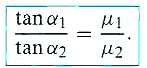 tan α₁ / tan α₂ = μ₁ / μ₂.